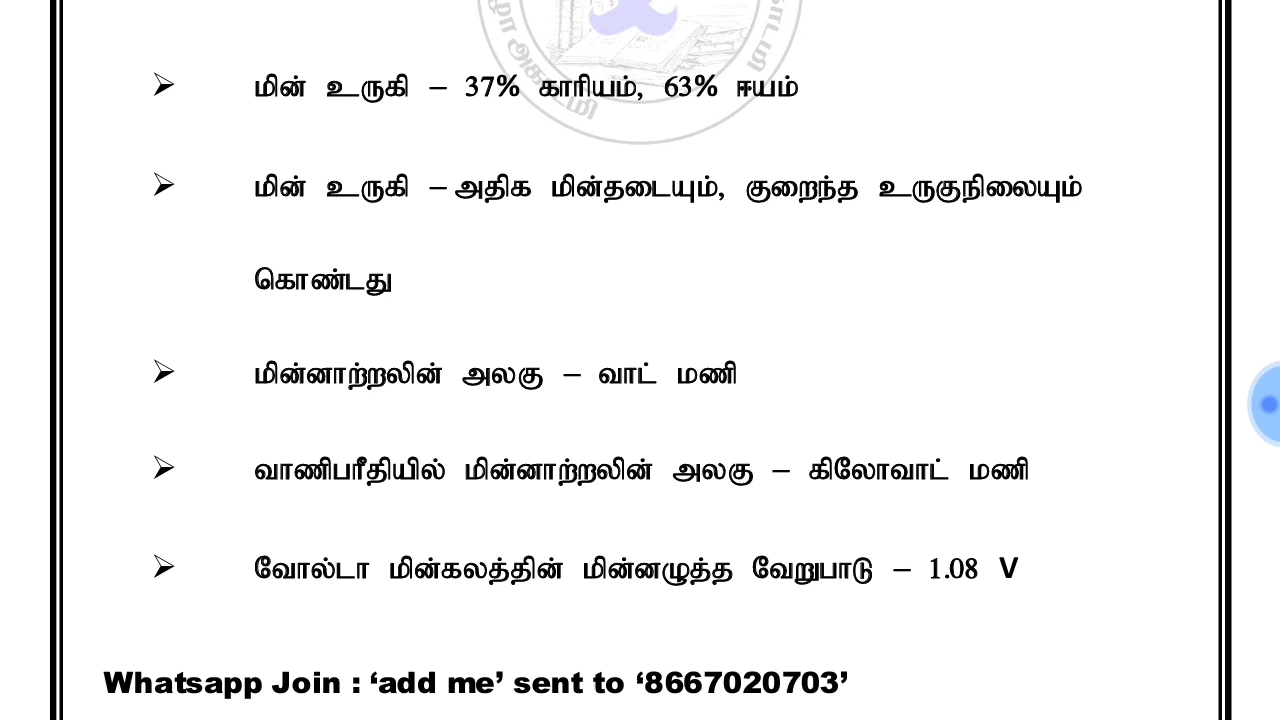 ➢ மின் உருகி – 37% காரியம், 63% ஈயம்
➢ மின் உருகி – அதிக மின்தடையும், குறைந்த உருகுநிலையும்
கொண்டது
➢ மின்னாற்றலின் அலகு – வாட் மணி
➢ வாணிபரீதியில் மின்னாற்றலின் அலகு – கிலோவாட் மணி
➢ வோல்டா மின்கலத்தின் மின்னழுத்த வேறுபாடு – 1.08 V
Whatsapp Join : ‘add me’ sent to ‘8667020703’